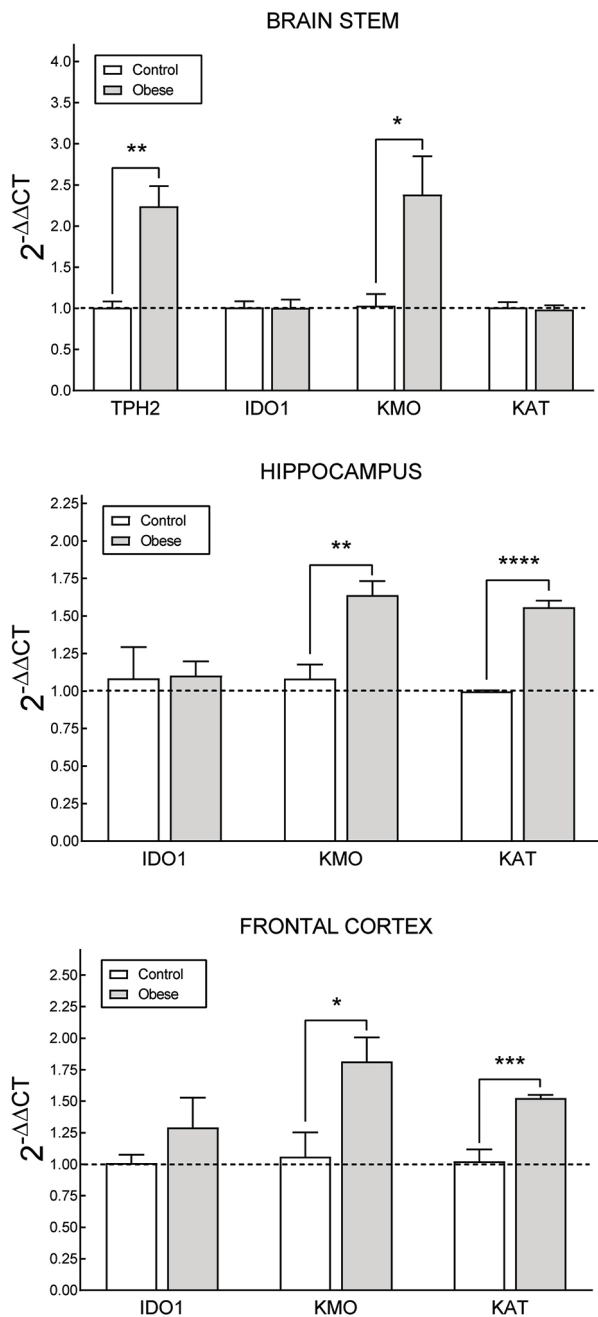 BRAIN STEM
4.0
3.5
3.0
2.5
2.0
1.5
1.0
0.5
0.0
2-ΔΔCT
Control
Obese
**
*
TPH2 IDO1 KMO KAT
HIPPOCAMPUS
2.25
2.00
1.75
1.50
1.25
1.00
0.75
0.50
0.25
0.00
2-ΔΔCT
Control
Obese
**
****
IDO1 KMO KAT
FRONTAL CORTEX
2.50
2.25
2.00
1.75
1.50
1.25
1.00
0.75
0.50
0.25
0.00
2-ΔΔCT
Control
Obese
*
***
IDO1 KMO KAT